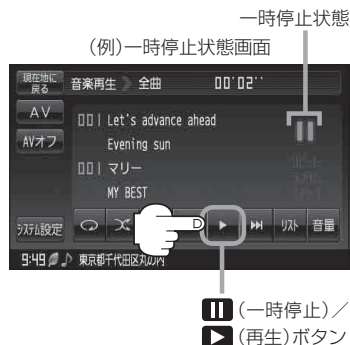 一時停止状態
(例)一時停止状態画面
現在地に
戻る
音楽再生 全曲 00'02''
AV
AVオフ
001 Let's advance ahead
Evening sun
001 マリー
MY BEST
システム設定
リスト
音量
9:49
東京都千代田区丸の内
(一時停止)/
(再生)ボタン